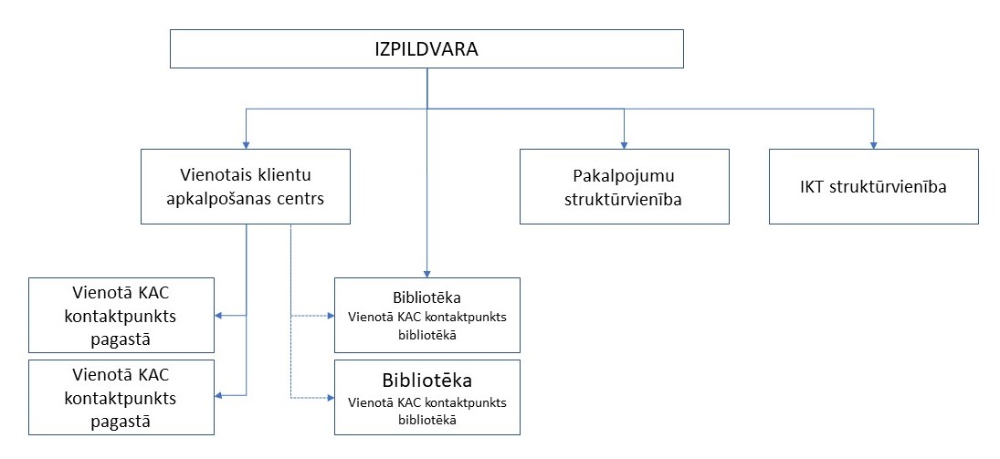 IZPILDVARA
Vienotais klientu
apkalpošanas centrs
Pakalpojumu
struktūrvienība
IKT struktūrvienība
Vienotā KAC
kontaktpunkts
pagastā
Bibliotēka
Vienotā KAC kontaktpunkts
bibliotēkā
Vienotā KAC
kontaktpunkts
pagastā
Bibliotēka
Vienotā KAC kontaktpunkts
bibliotēkā